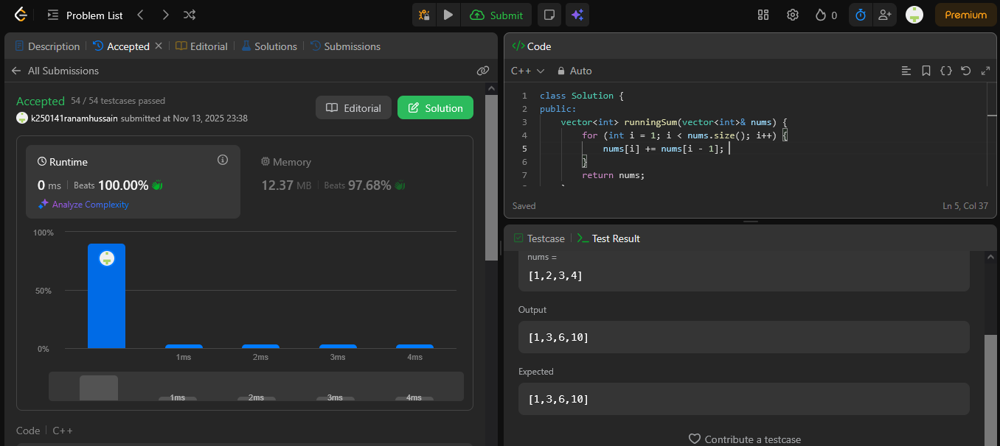 Problem List
Submit
0
Premium
Description
Accepted
Editorial
Solutions
Submissions
All Submissions
Accepted 54 / 54 testcases passed
k250141ranamhussain submitted at Nov 13, 2025 23:38
Editorial
Solution
Runtime
0 ms Beats 100.00%
Analyze Complexity
Memory
12.37 MB Beats 97.68%
100%
50%
0%
1ms 2ms 3ms 4ms
1ms 2ms 3ms 4ms
Code C++
</> Code
C++ Auto
1 class Solution {
2 public:
3 vector<int> runningSum(vector<int>& nums) {
4 for (int i = 1; i < nums.size(); i++) {
5 nums[i] += nums[i - 1];
6 }
7 return nums;
Saved
Ln 5, Col 37
Testcase
Test Result
nums =
[1,2,3,4]
Output
[1,3,6,10]
Expected
[1,3,6,10]
Contribute a testcase